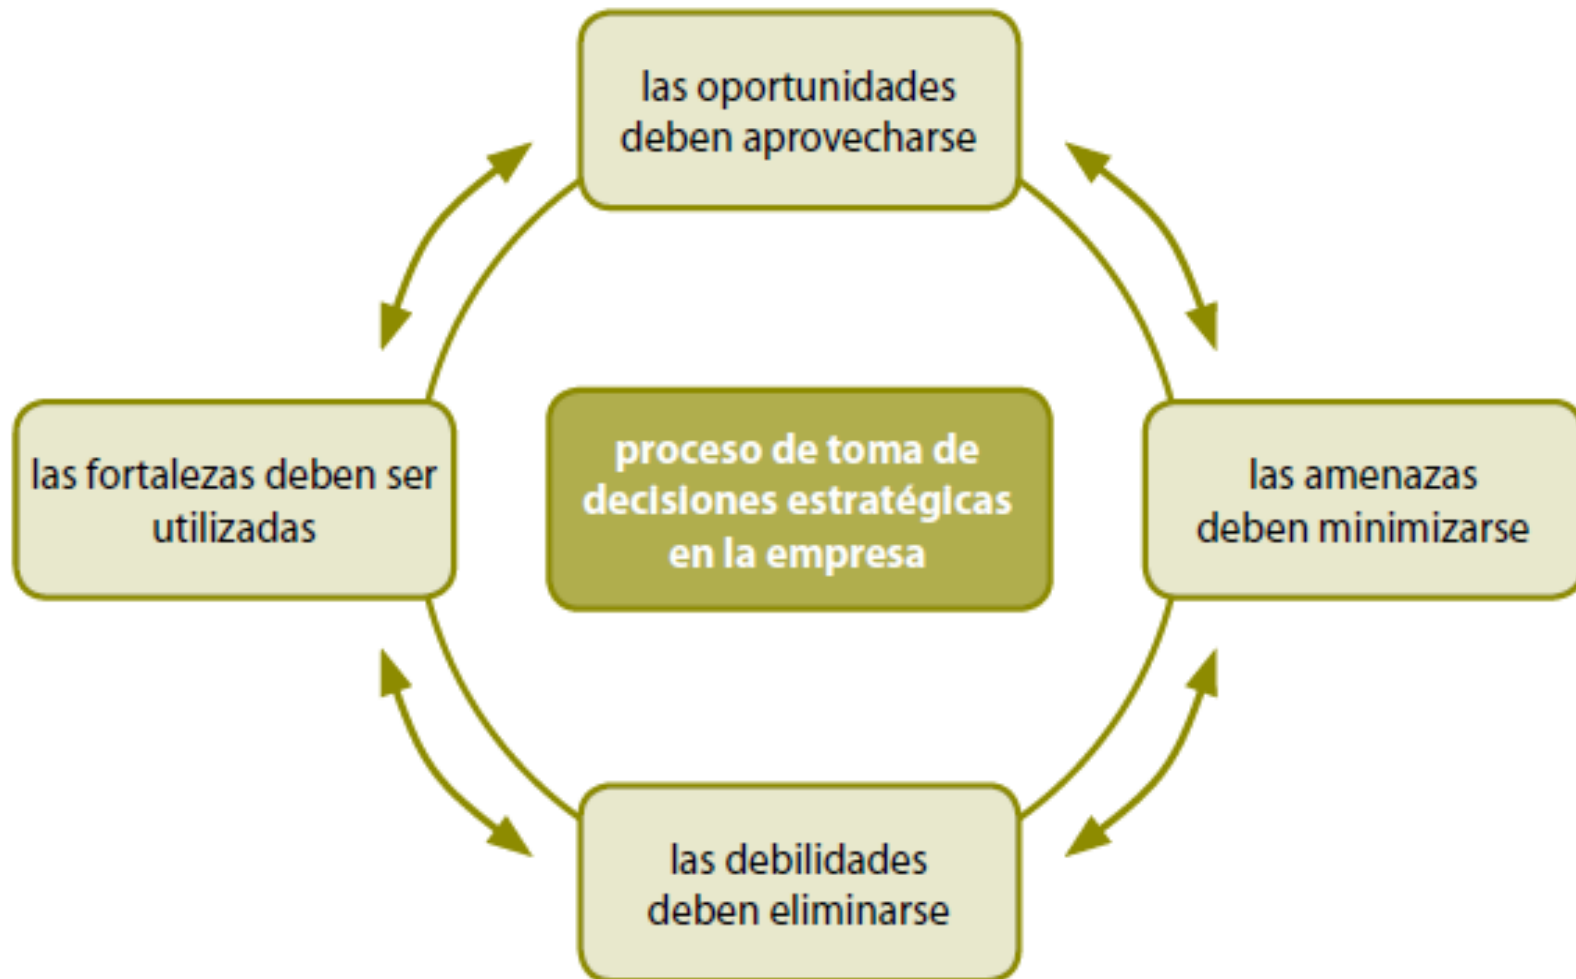 las oportunidades
deben aprovecharse
las fortalezas deben ser
utilizadas
proceso de toma de
decisiones estratégicas
en la empresa
las amenazas
deben minimizarse
las debilidades
deben eliminarse